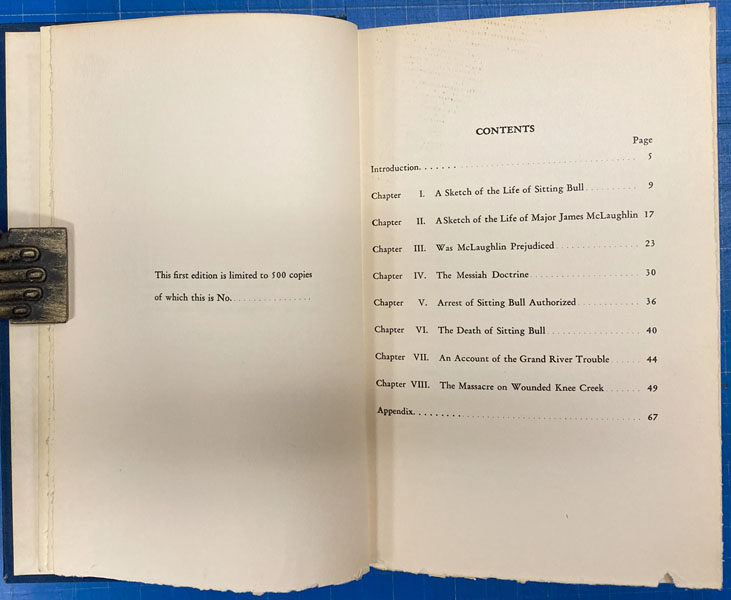 This first edition is limited to 500 copies
of which this is No. . . . . . . . . . . . . . . .
CONTENTS
Page
Introduction. . . . . . . . . . . . . . . . . . . . 5
Chapter I. A Sketch of the Life of Sitting Bull . . . . . . 9
Chapter II. A Sketch of the Life of Major James McLaughlin 17
Chapter III. Was McLaughlin Prejudiced . . . . . . . . . 23
Chapter IV. The Messiah Doctrine . . . . . . . . . . . . 30
Chapter V. Arrest of Sitting Bull Authorized . . . . . . . 36
Chapter VI. The Death of Sitting Bull . . . . . . . . . . 40
Chapter VII. An Account of the Grand River Trouble . . . . 44
Chapter VIII. The Massacre on Wounded Knee Creek . . . . 49
Appendix. . . . . . . . . . . . . . . . . . . . . . 67